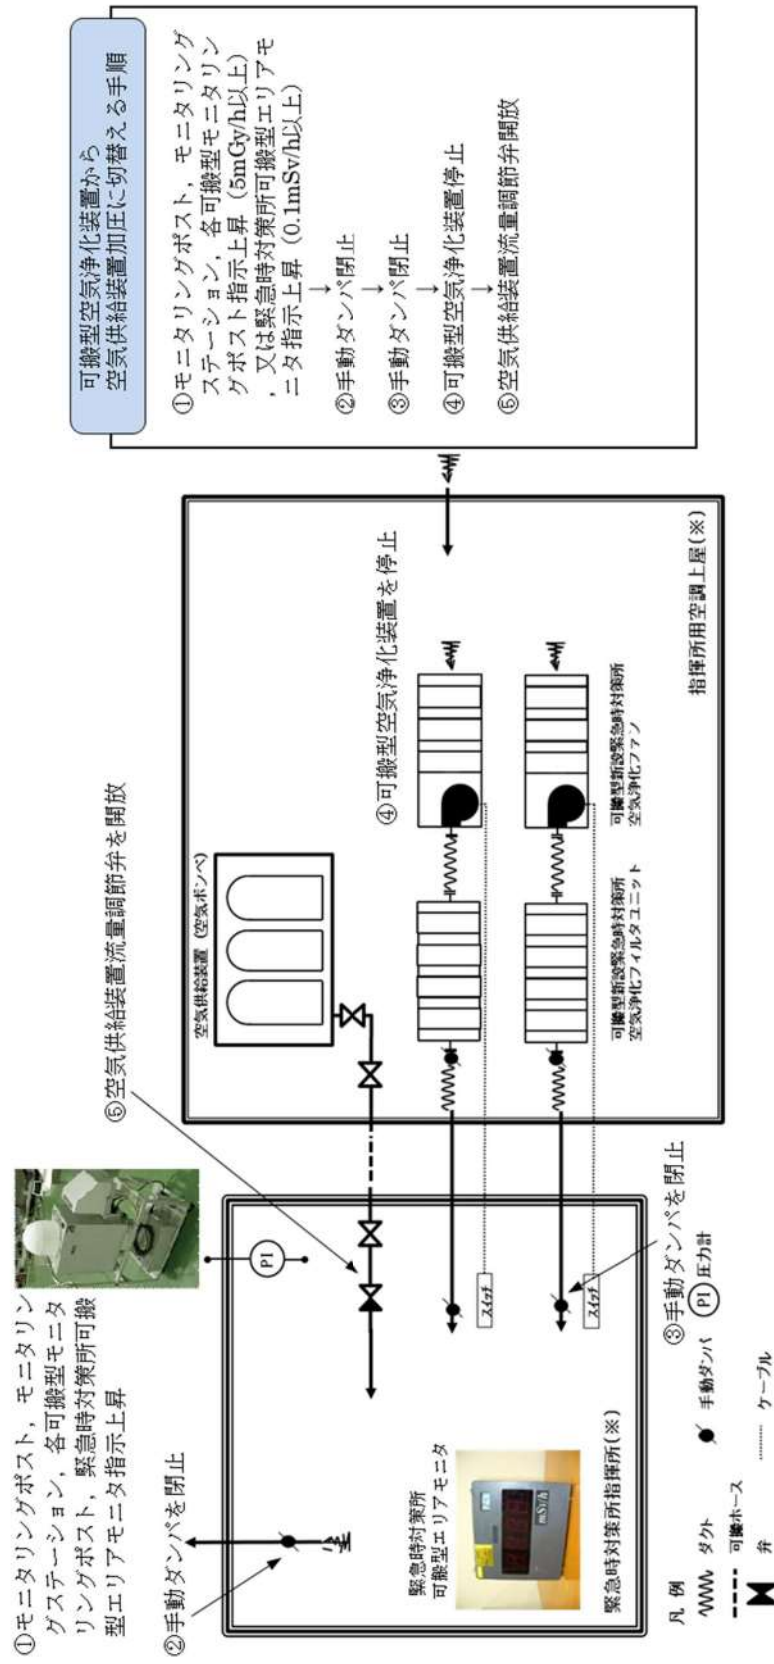 可搬型空気浄化装置から
空気供給装置加圧に切替える手順
①モニタリングポスト，モニタリング
ステーション，各可搬型モニタリン
グポスト指示上昇（5mGy/h以上）
，又は緊急時対策所可搬型エリアモ
ニタ指示上昇（0.1mSv/h以上）
②手動ダンパ閉止
③手動ダンパ閉止
④可搬型空気浄化装置停止
⑤空気供給装置流量調節弁開放
①モニタリングポスト，モニタリン
グステーション，各可搬型モニタ
リングポスト，緊急時対策所可搬
型エリアモニタ指示上昇
⑤空気供給装置流量調節弁を開放
②手動ダンパを閉止
PI
空気供給装置（空気ボンベ）
④可搬型空気浄化装置を停止
可搬型新設緊急時対策所
空気浄化フィルタユニット
可搬型新設緊急時対策所
空気浄化ファン
指揮所用空調上屋(※)
スイッチ
スイッチ
緊急時対策所
可搬型エリアモニタ
mSv/h
緊急時対策所指揮所(※)
③手動ダンパを閉止
凡例
ダクト
手動ダンパ
PI 圧力計
可搬ホース
ケーブル
弁